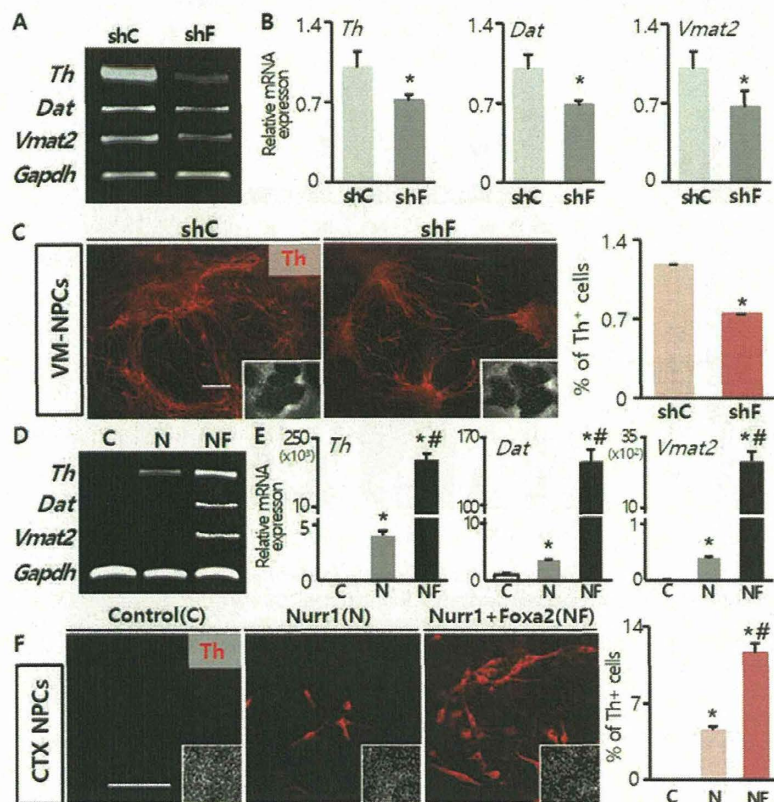 A
shC shF
Th
Dat
Vmat2
Gapdh
B
Relative mRNA
expresson
1.4
0.7
0
Th
*
shC shF
1.4
0.7
0
Dat
*
shC shF
1.4
0.7
0
Vmat2
*
shC shF
C
shC shF
VM-NPCs
Th
% of Th+ cells
1.4
0.7
0
*
shC shF
D
C N NF
Th
Dat
Vmat2
Gapdh
E
Relative mRNA
expresson
250
(x10³)
10
5
0
Th
*
*#
C N NF
170
100
10
0
Dat
*
*#
C N NF
35
(x10²)
10
1
0
Vmat2
*
*#
C N NF
F
Control(C) Nurr1(N) Nurr1+Foxa2(NF)
CTX NPCs
Th
% of Th+ cells
14
7
0
*
*#
C N NF